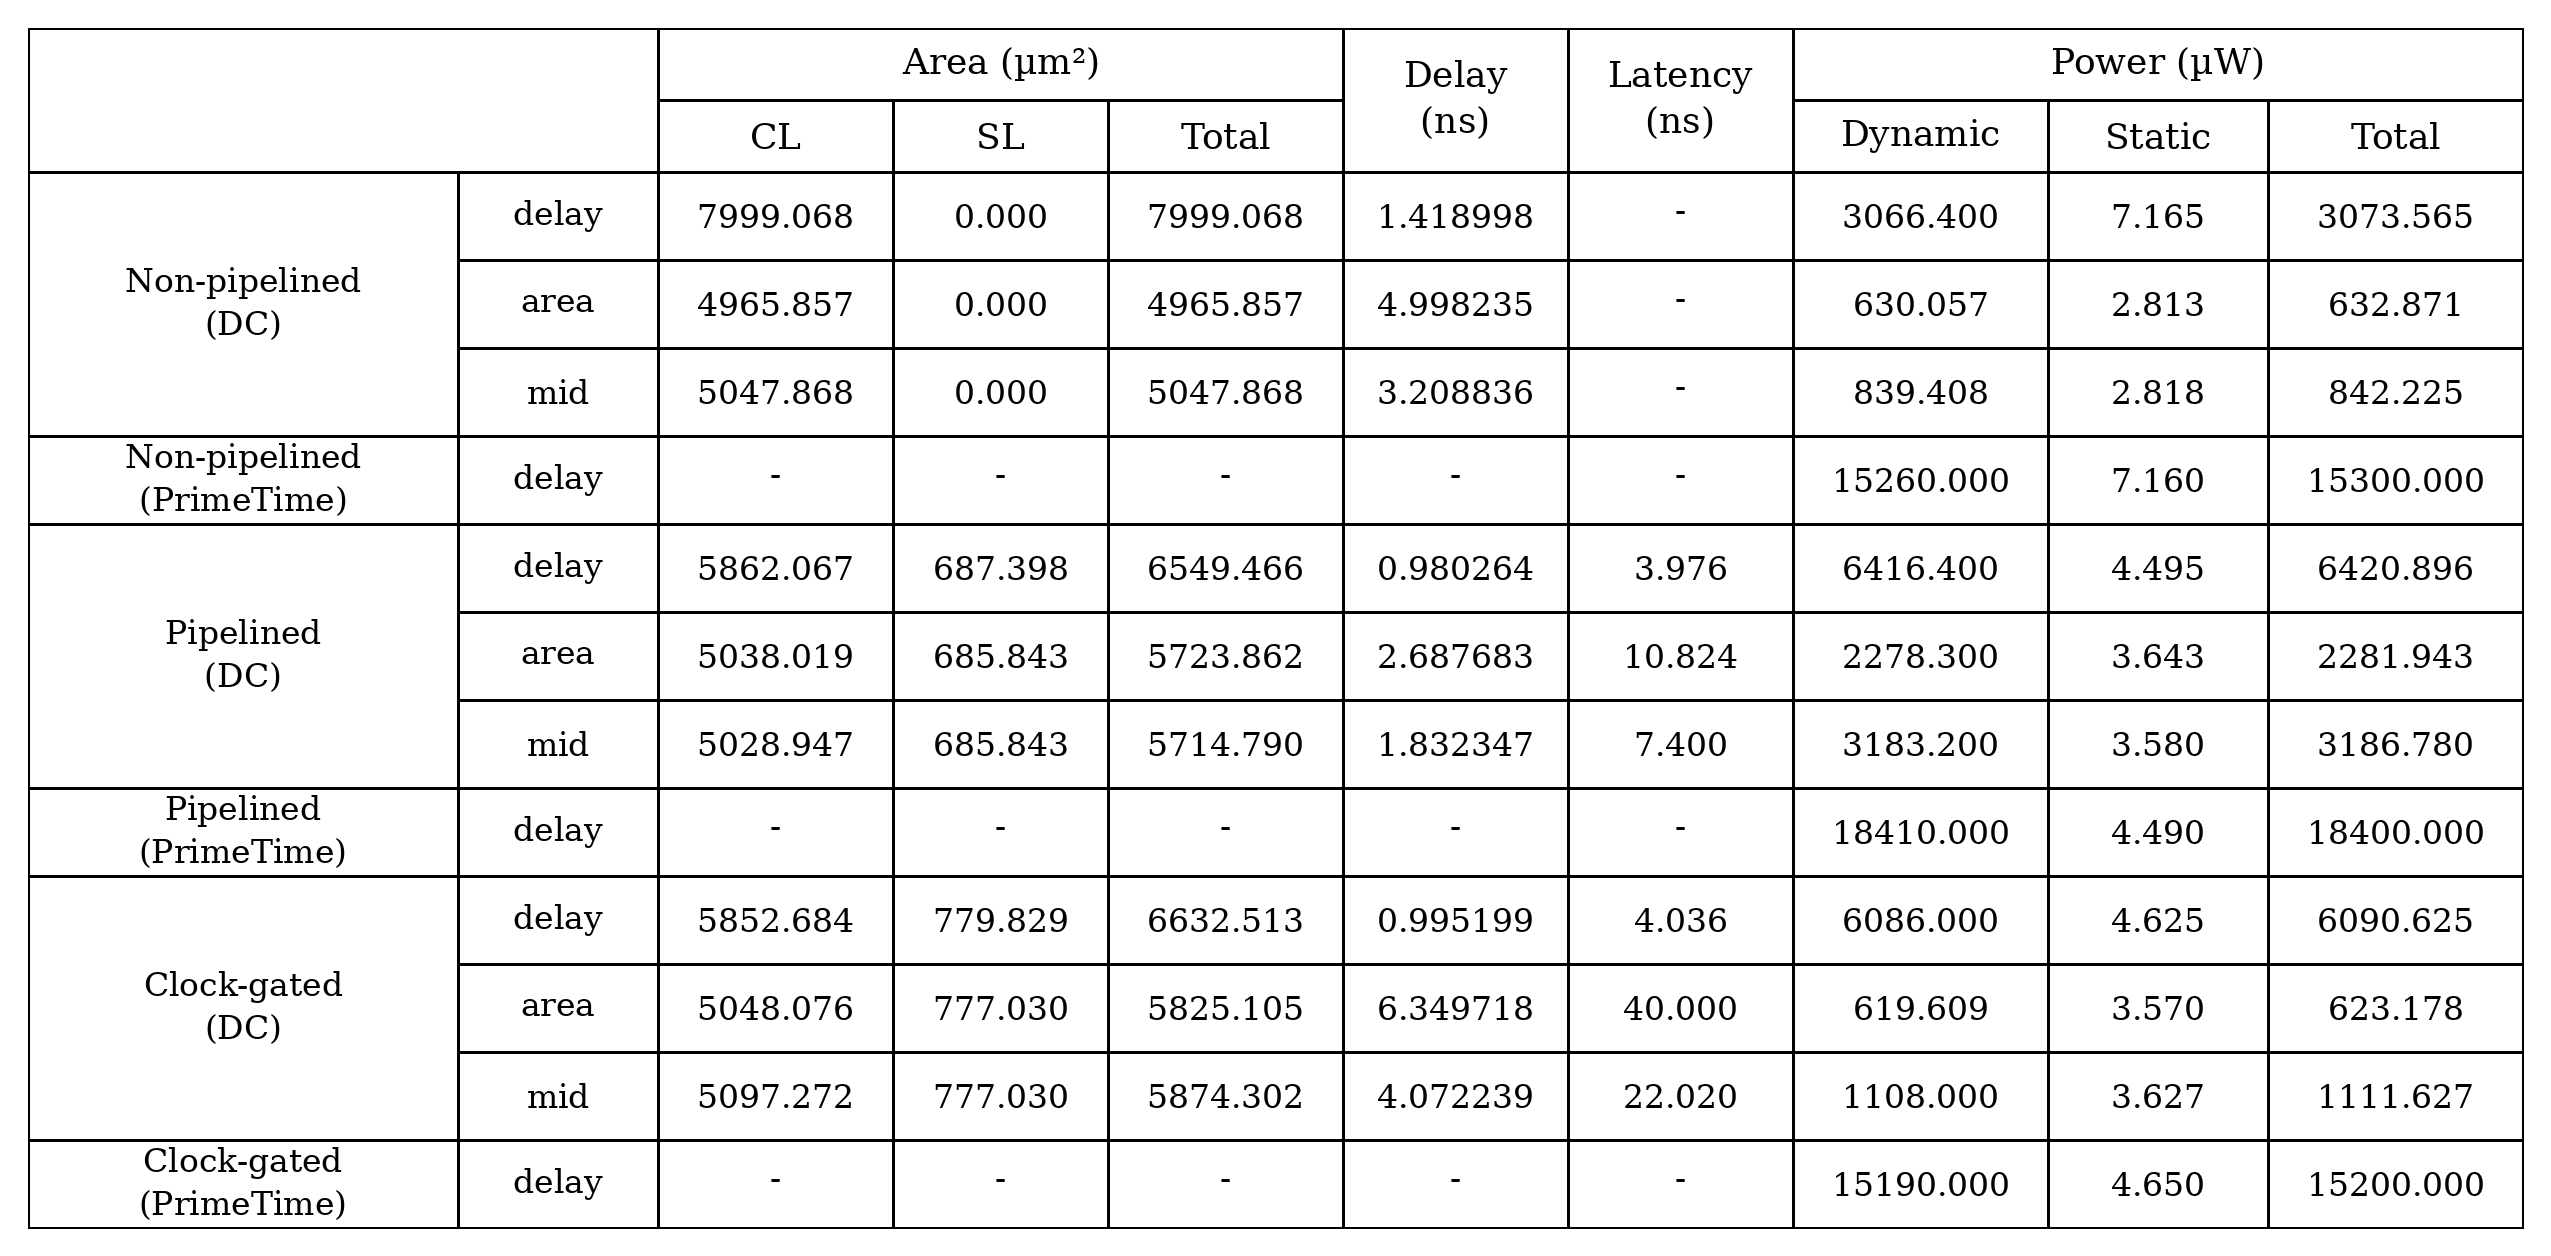 Area (µm²) Delay (ns) Latency (ns) Power (µW)
CL SL Total Dynamic Static Total
Non-pipelined (DC) delay 7999.068 0.000 7999.068 1.418998 - 3066.400 7.165 3073.565
area 4965.857 0.000 4965.857 4.998235 - 630.057 2.813 632.871
mid 5047.868 0.000 5047.868 3.208836 - 839.408 2.818 842.225
Non-pipelined (PrimeTime) delay - - - - - 15260.000 7.160 15300.000
Pipelined (DC) delay 5862.067 687.398 6549.466 0.980264 3.976 6416.400 4.495 6420.896
area 5038.019 685.843 5723.862 2.687683 10.824 2278.300 3.643 2281.943
mid 5028.947 685.843 5714.790 1.832347 7.400 3183.200 3.580 3186.780
Pipelined (PrimeTime) delay - - - - - 18410.000 4.490 18400.000
Clock-gated (DC) delay 5852.684 779.829 6632.513 0.995199 4.036 6086.000 4.625 6090.625
area 5048.076 777.030 5825.105 6.349718 40.000 619.609 3.570 623.178
mid 5097.272 777.030 5874.302 4.072239 22.020 1108.000 3.627 1111.627
Clock-gated (PrimeTime) delay - - - - - 15190.000 4.650 15200.000